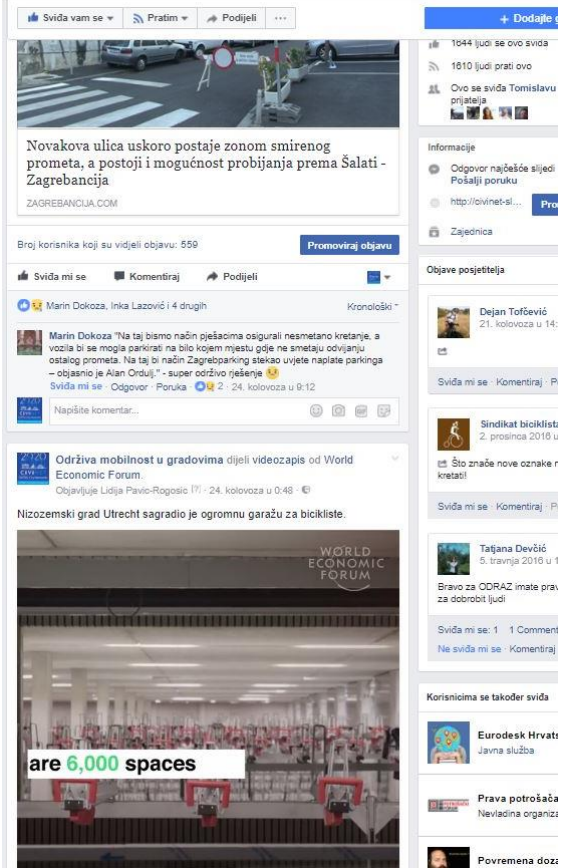 Sviđa vam se
Pratim
Podijeli
+ Dodajte
Novakova ulica uskoro postaje zonom smirenog
prometa, a postoji i mogućnost probijanja prema Šalati -
Zagrebancija
ZAGREBANCIJA.COM
Broj korisnika koji su vidjeli objavu: 559
Promoviraj objavu
Sviđa mi se
Komentiraj
Podijeli
Marin Dokoza, Inka Lazović i 4 drugih
Kronološki
Marin Dokoza "Na taj bismo način pješacima osigurali nesmetano kretanje, a
vozila bi se mogla parkirati na bilo kojem mjestu gdje ne smetaju odvijanju
ostalog prometa. Na taj bi način Zagrebparking stekao uvjete naplate parkinga
– objasnio je Alan Ordulj." - super održivo rješenje
Sviđa mi se · Odgovor · Poruka · 2 · 24. kolovoza u 9:12
Napišite komentar...
Održiva mobilnost u gradovima dijeli videozapis od World
Economic Forum.
Objavljuje Lidija Pavic-Rogosic [?] · 24. kolovoza u 0:48 ·
Nizozemski grad Utrecht sagradio je ogromnu garažu za bicikliste.
WORLD
ECONOMIC
FORUM
are 6,000 spaces
1644 ljudi se ovo sviđa
1610 ljudi prati ovo
Ovo se sviđa Tomislavu
prijatelja
Informacije
Odgovor najčešće slijedi
Pošalji poruku
http://civinet-sl...
Pro
Zajednica
Objave posjetitelja
Dejan Tofčević
21. kolovoza u 14:
Sviđa mi se · Komentiraj · P
Sindikat biciklista
2. prosinca 2016 u
Što znače nove oznake
kretati!
Sviđa mi se · Komentiraj · P
Tatjana Devčić
5. travnja 2016 u 1
Bravo za ODRAZ imate prav
za dobrobit ljudi
Sviđa mi se: 1 1 Comment
Ne sviđa mi se · Komentiraj
Korisnicima se također sviđa
Eurodesk Hrvats
Javna služba
Prava potrošača
Nevladina organiza
Povremena doza